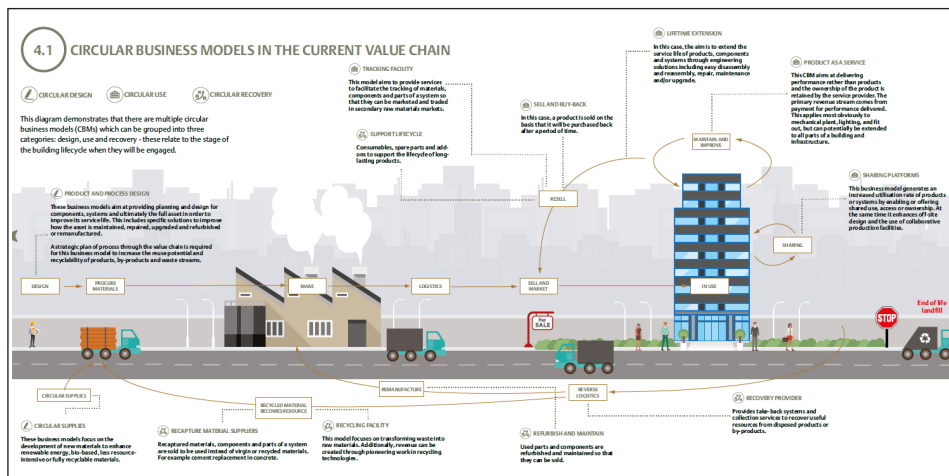 4.1 CIRCULAR BUSINESS MODELS IN THE CURRENT VALUE CHAIN
CIRCULAR DESIGN
CIRCULAR USE
CIRCULAR RECOVERY
This diagram demonstrates that there are multiple circular
business models (CBMs) which can be grouped into three
categories: design, use and recovery - these relate to the stage of
the building lifecycle when they will be engaged.
TRACKING FACILITY
This model aims to provide services
to facilitate the tracking of materials,
components and parts of a system so
that they can be marketed and traded
in secondary raw materials markets.
SUPPORT LIFECYCLE
Consumables, spare parts and add-
ons to support the lifecycle of long-
lasting products.
SELL AND BUY-BACK
In this case, a product is sold on the
basis that it will be purchased back
after a period of time.
LIFETIME EXTENSION
In this case, the aim is to extend the
service life of products, components
and systems through engineering
solutions including easy disassembly
and reassembly, repair, maintenance
and/or upgrade.
PRODUCT AS A SERVICE
This CBM aims at delivering
performance rather than products
and the ownership of the product is
retained by the service provider. The
primary revenue stream comes from
payment for performance delivered.
This applies most obviously to
mechanical plant, lighting, and fit
out, but can potentially be extended
to all parts of a building and
infrastructure.
SHARING PLATFORMS
This business model generates an
increased utilisation rate of products
or systems by enabling or offering
shared use, access or ownership. At
the same time it enhances off-site
design and the use of collaborative
production facilities.
PRODUCT AND PROCESS DESIGN
These business models aim at providing planning and design for
components, systems and ultimately the full asset in order to
improve its service life. This includes specific solutions to improve
how the asset is maintained, repaired, upgraded and refurbished
or remanufactured.
A strategic plan of process through the value chain is required
for this business model to increase the reuse potential and
recyclability of products, by-products and waste streams.
MAINTAIN AND
IMPROVE
RESELL
SHARING
DESIGN
PROCURE
MATERIALS
MAKE
LOGISTICS
SELL AND
MARKET
IN USE
For
SALE
STOP
End of life
landfill
CIRCULAR SUPPLIES
RECYCLED MATERIAL
BECOMES RESOURCE
REMANUFACTURE
REVERSE
LOGISTICS
CIRCULAR SUPPLIES
These business models focus on the
development of new materials to enhance
renewable energy, bio-based, less resource-
intensive or fully recyclable materials.
RECAPTURE MATERIAL SUPPLIERS
Recaptured materials, components and parts of a system
are sold to be used instead of virgin or recycled materials.
For example cement replacement in concrete.
RECYCLING FACILITY
This model focuses on transforming waste into
raw materials. Additionally, revenue can be
created through pioneering work in recycling
technologies.
REFURBISH AND MAINTAIN
Used parts and components are
refurbished and maintained so that
they can be sold.
RECOVERY PROVIDER
Provides take-back systems and
collection services to recover useful
resources from disposed products or
by-products.